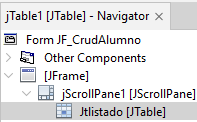 jTable1 [JTable] - Navigator
Form JF_CrudAlumno
Other Components
[JFrame]
jScrollPane1 [JScrollPane]
Jtlistado [JTable]